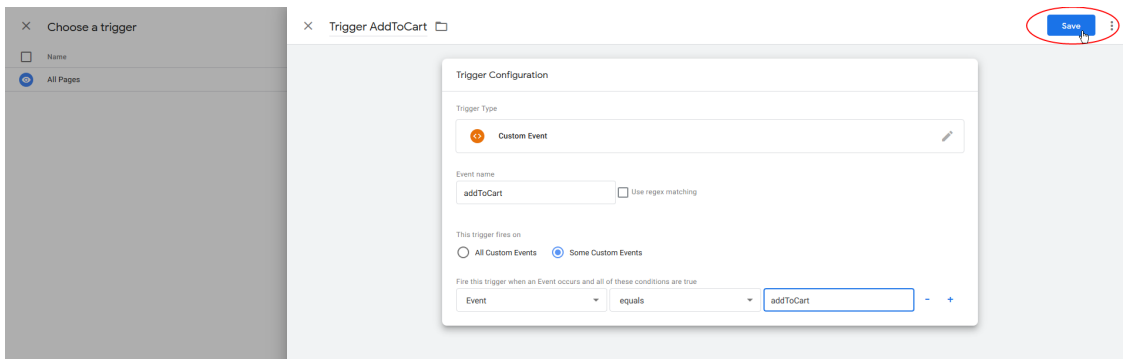 Choose a trigger
Name
All Pages
Trigger AddToCart
Save
Trigger Configuration
Trigger Type
Custom Event
Event name
addToCart
Use regex matching
This trigger fires on
All Custom Events Some Custom Events
Fire this trigger when an Event occurs and all of these conditions are true
Event equals addToCart - +